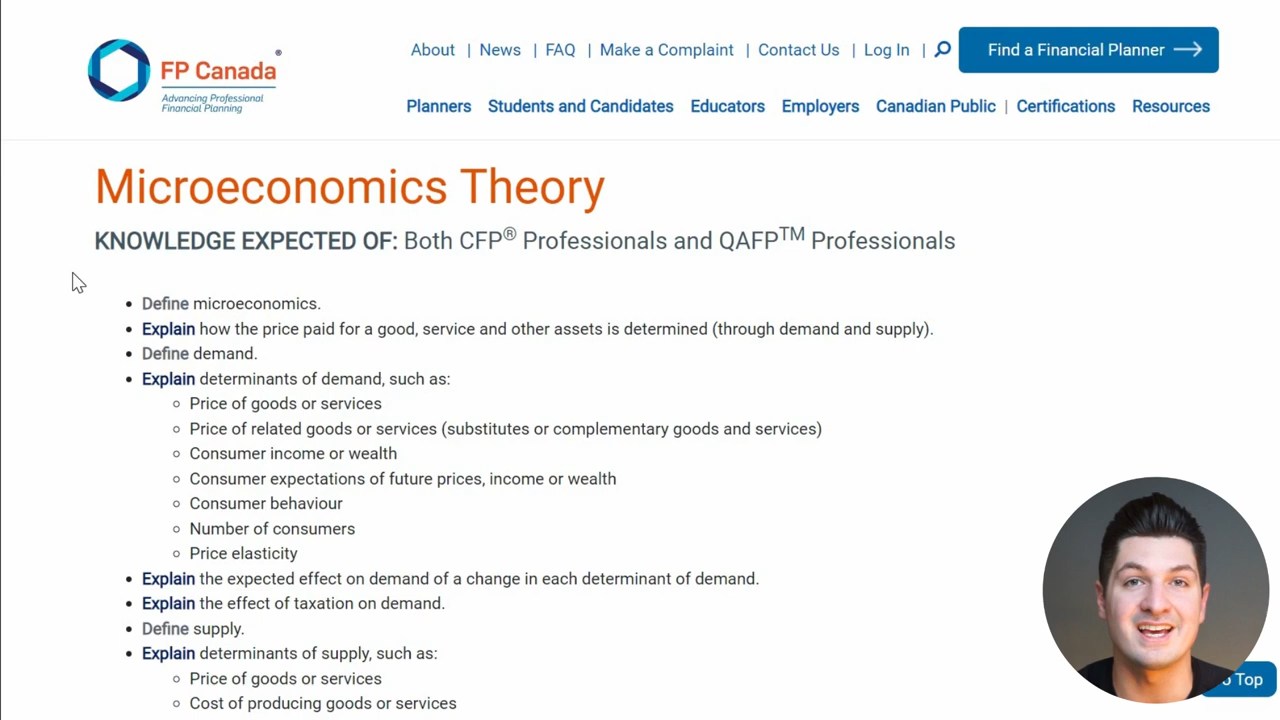 FP Canada®
Advancing Professional
Financial Planning
About | News | FAQ | Make a Complaint | Contact Us | Log In |
Find a Financial Planner
Planners Students and Candidates Educators Employers Canadian Public | Certifications Resources
Microeconomics Theory
KNOWLEDGE EXPECTED OF: Both CFP® Professionals and QAFP™ Professionals
• Define microeconomics.
• Explain how the price paid for a good, service and other assets is determined (through demand and supply).
• Define demand.
• Explain determinants of demand, such as:
◦ Price of goods or services
◦ Price of related goods or services (substitutes or complementary goods and services)
◦ Consumer income or wealth
◦ Consumer expectations of future prices, income or wealth
◦ Consumer behaviour
◦ Number of consumers
◦ Price elasticity
• Explain the expected effect on demand of a change in each determinant of demand.
• Explain the effect of taxation on demand.
• Define supply.
• Explain determinants of supply, such as:
◦ Price of goods or services
◦ Cost of producing goods or services
Top